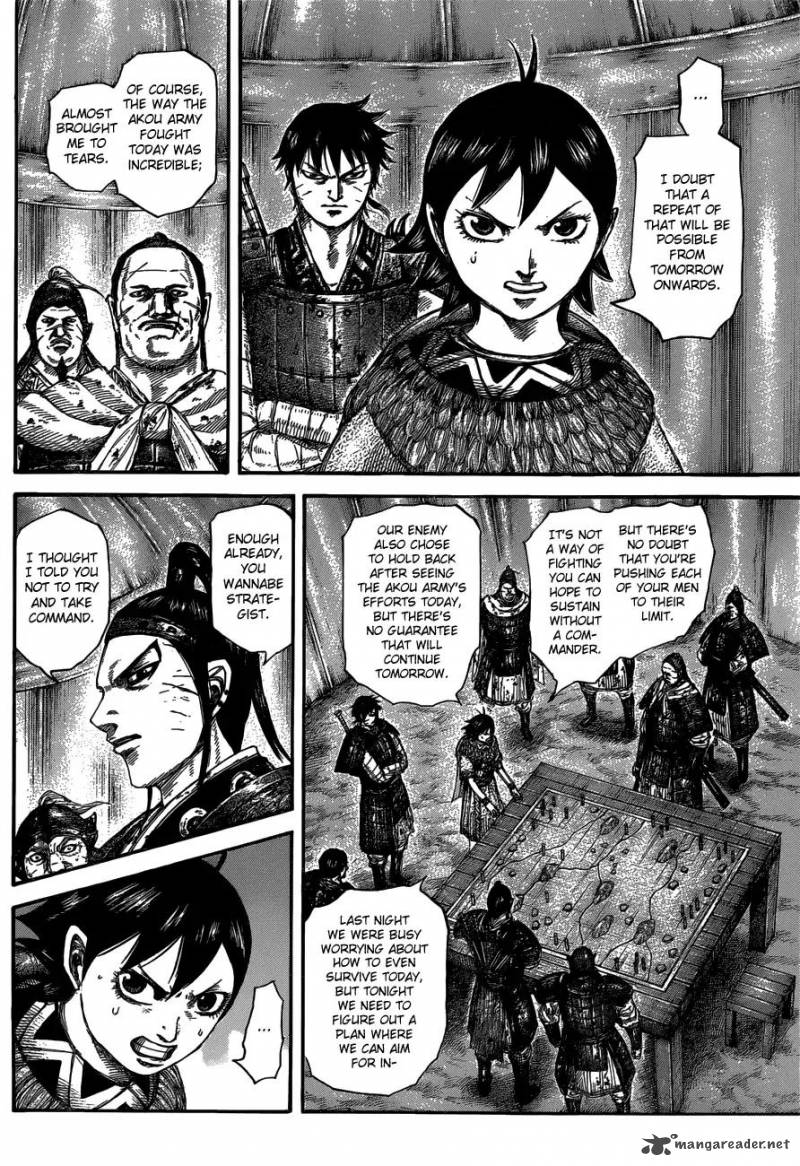 ...
I DOUBT
THAT A
REPEAT OF
THAT WILL BE
POSSIBLE
FROM
TOMORROW
ONWARDS.
OF COURSE,
THE WAY THE
AKOU ARMY
FOUGHT
TODAY WAS
INCREDIBLE;
ALMOST
BROUGHT
ME TO
TEARS.
BUT THERE'S
NO DOUBT
THAT YOU'RE
PUSHING EACH
OF YOUR MEN
TO THEIR
LIMIT.
IT'S NOT
A WAY OF
FIGHTING
YOU CAN
HOPE TO
SUSTAIN
WITHOUT
A COM-
MANDER.
OUR ENEMY
ALSO CHOSE
TO HOLD BACK
AFTER SEEING
THE AKOU ARMY'S
EFFORTS TODAY,
BUT THERE'S
NO GUARANTEE
THAT WILL
CONTINUE
TOMORROW.
LAST NIGHT
WE WERE BUSY
WORRYING ABOUT
HOW TO EVEN
SURVIVE TODAY,
BUT TONIGHT
WE NEED TO
FIGURE OUT A
PLAN WHERE
WE CAN AIM
FOR IN-
ENOUGH
ALREADY,
YOU
WANNABE
STRATE-
GIST.
I THOUGHT
I TOLD YOU
NOT TO TRY
AND TAKE
COMMAND.
...
mangareader.net